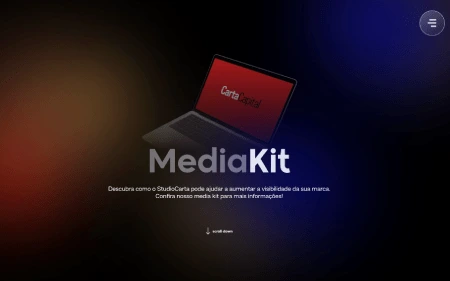 CartaCapital
MediaKit
Descubra como o StudioCarta pode ajudar a aumentar a visibilidade da sua marca.
Confira nosso media kit para mais informações!
scroll down